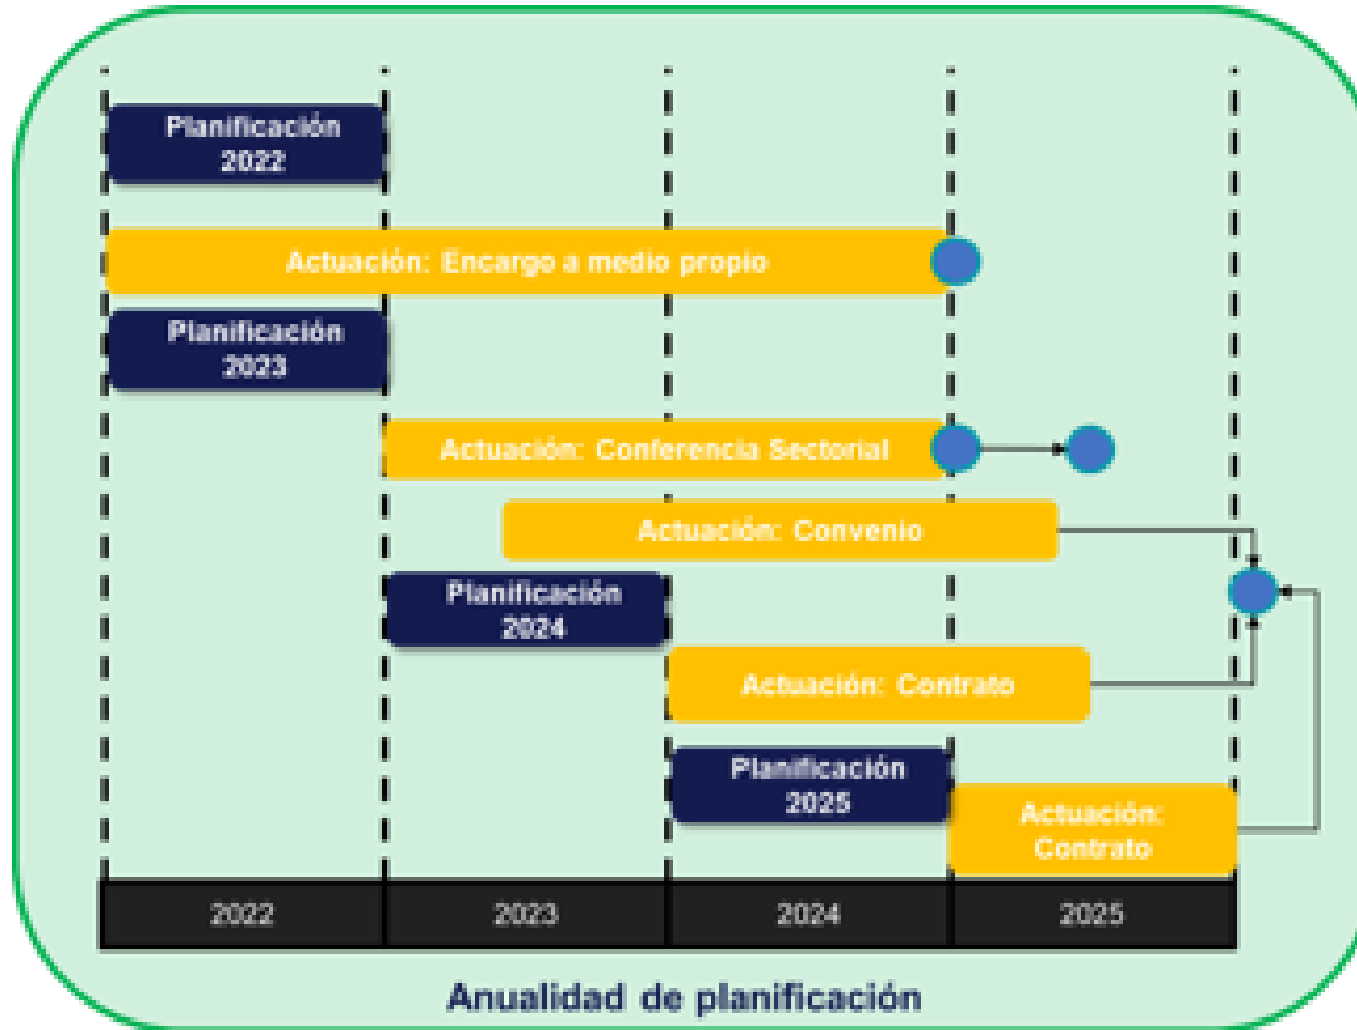 Planificación
2022
Actuación: Encargo a medio propio
Planificación
2023
Actuación: Conferencia Sectorial
Actuación: Convenio
Planificación
2024
Actuación: Contrato
Planificación
2025
Actuación:
Contrato
2022
2023
2024
2025
Anualidad de planificación